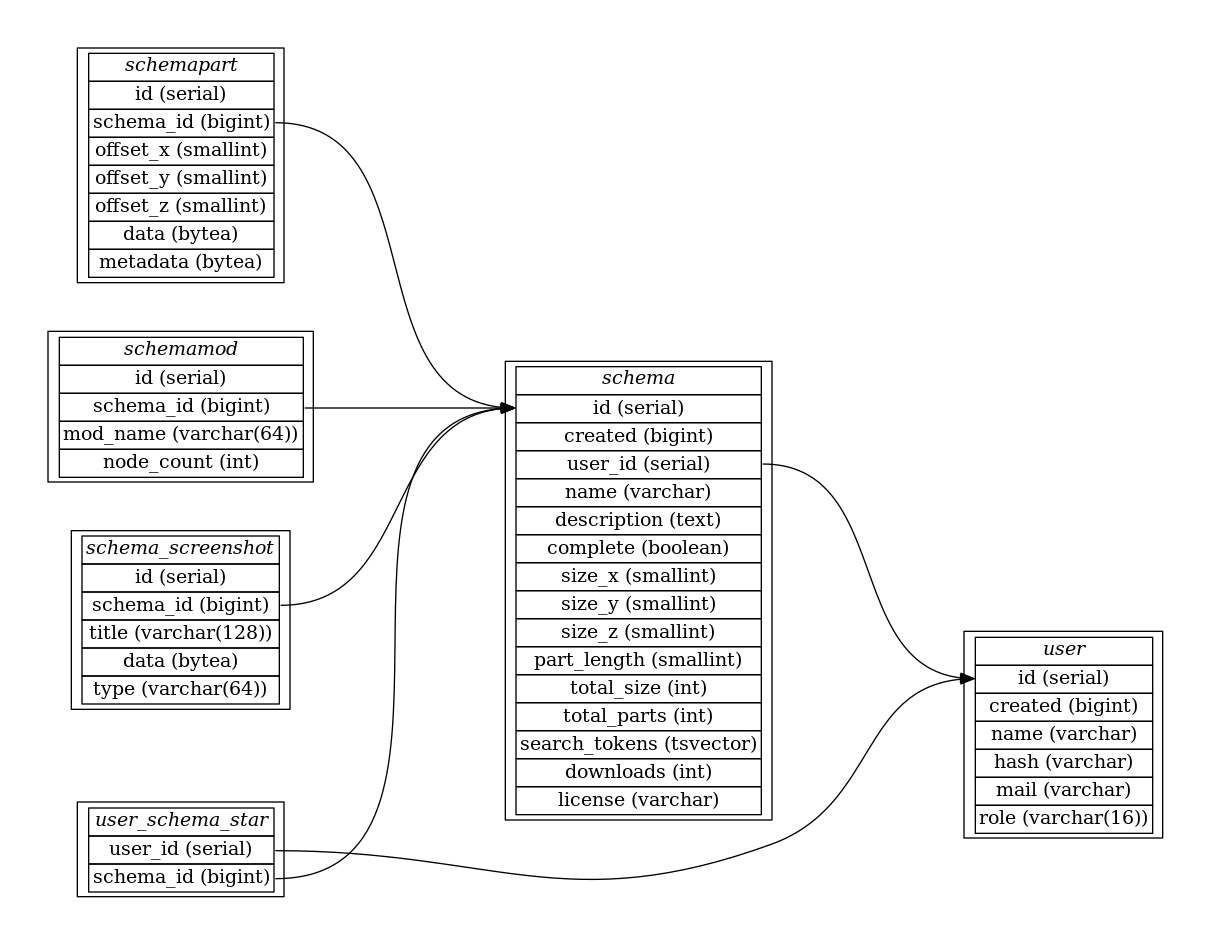 schemapart
id (serial)
schema_id (bigint)
offset_x (smallint)
offset_y (smallint)
offset_z (smallint)
data (bytea)
metadata (bytea)
schemamod
id (serial)
schema_id (bigint)
mod_name (varchar(64))
node_count (int)
schema_screenshot
id (serial)
schema_id (bigint)
title (varchar(128))
data (bytea)
type (varchar(64))
user_schema_star
user_id (serial)
schema_id (bigint)
schema
id (serial)
created (bigint)
user_id (serial)
name (varchar)
description (text)
complete (boolean)
size_x (smallint)
size_y (smallint)
size_z (smallint)
part_length (smallint)
total_size (int)
total_parts (int)
search_tokens (tsvector)
downloads (int)
license (varchar)
user
id (serial)
created (bigint)
name (varchar)
hash (varchar)
mail (varchar)
role (varchar(16))